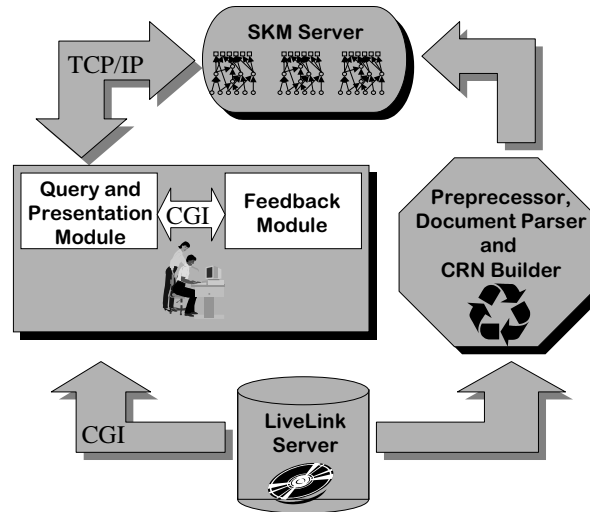 SKM Server
TCP/IP
Query and
Presentation
Module
CGI
Feedback
Module
Preprecessor,
Document Parser
and
CRN Builder
CGI
LiveLink
Server